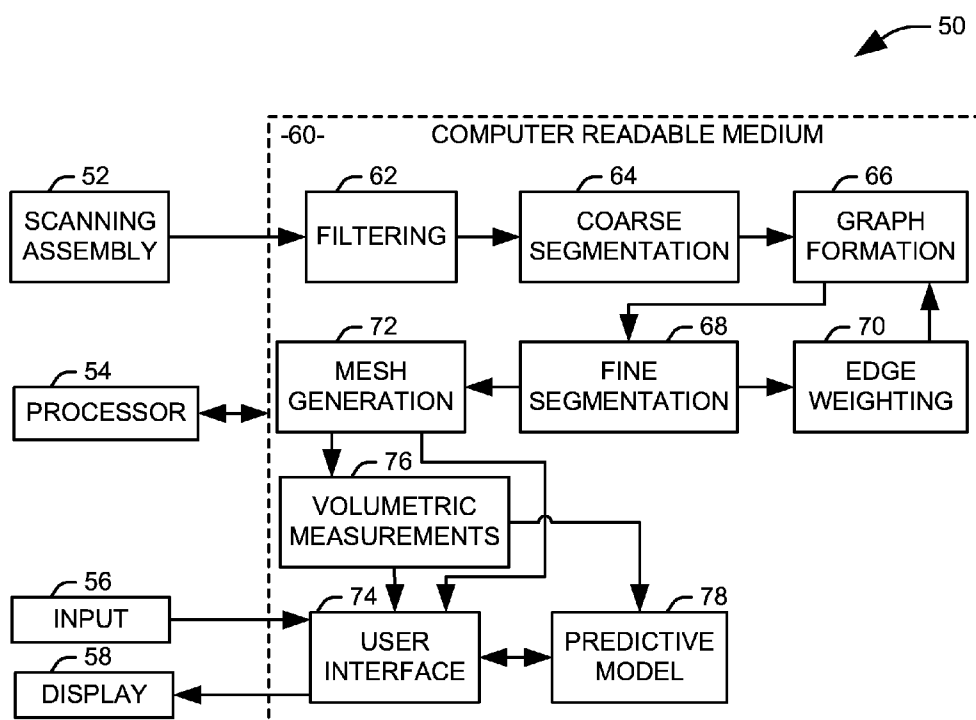 50
-60- COMPUTER READABLE MEDIUM
52
SCANNING
ASSEMBLY
62
FILTERING
64
COARSE
SEGMENTATION
66
GRAPH
FORMATION
72
MESH
GENERATION
68
FINE
SEGMENTATION
70
EDGE
WEIGHTING
54
PROCESSOR
76
VOLUMETRIC
MEASUREMENTS
56
INPUT
74
USER
INTERFACE
78
PREDICTIVE
MODEL
58
DISPLAY